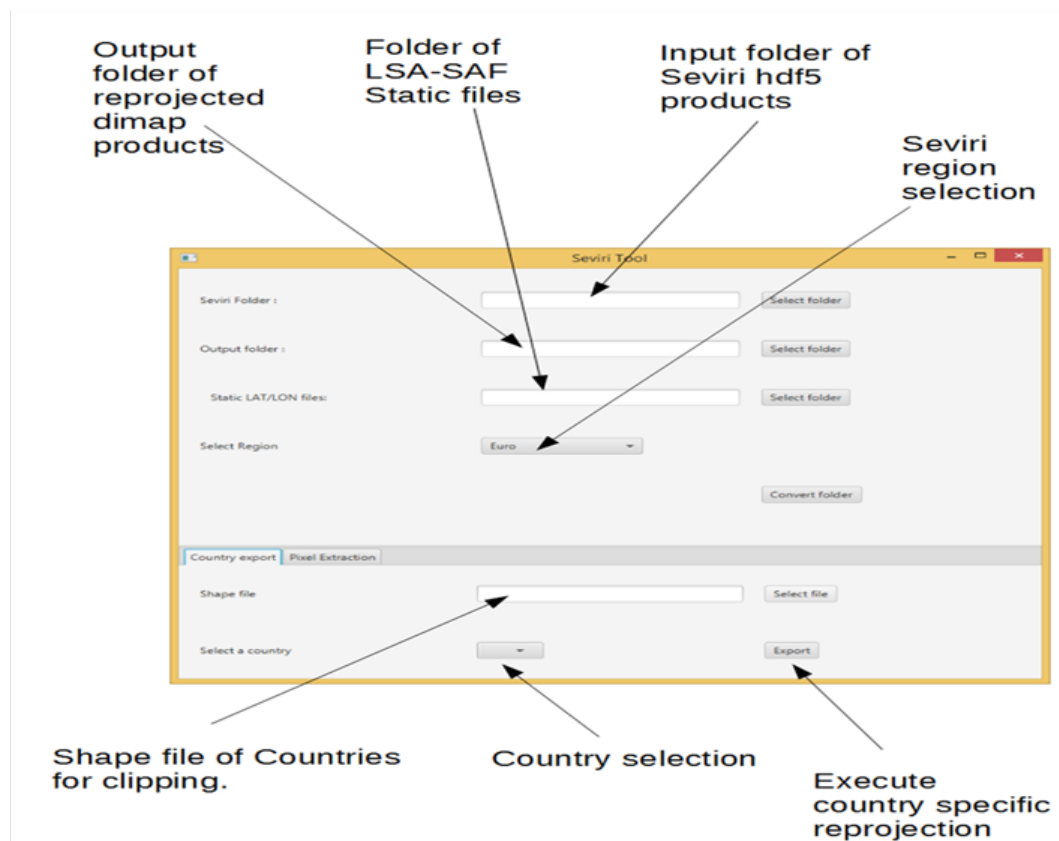 Output
folder of
reprojected
dimap
products
Folder of
LSA-SAF
Static files
Input folder of
Seviri hdf5
products
Seviri
region
selection
Seviri Tool
Seviri Folder :
Select folder
Output folder :
Select folder
Static LAT/LON files:
Select folder
Select Region
Euro
Convert folder
Country export
Pixel Extraction
Shape file
Select file
Select a country
Export
Shape file of Countries
for clipping.
Country selection
Execute
country specific
reprojection